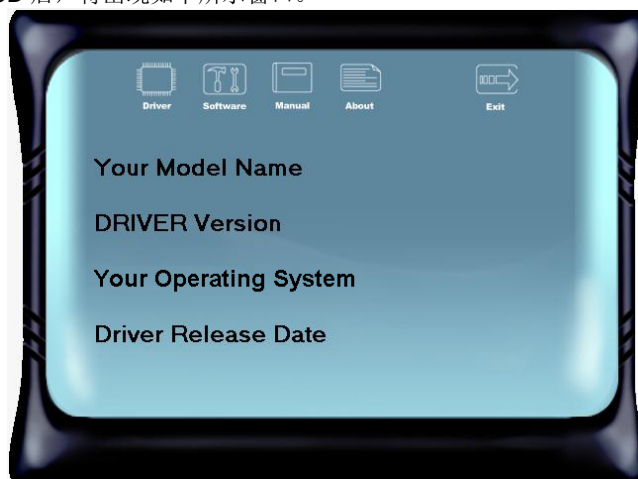 Driver Software Manual About Exit
Your Model Name
DRIVER Version
Your Operating System
Driver Release Date